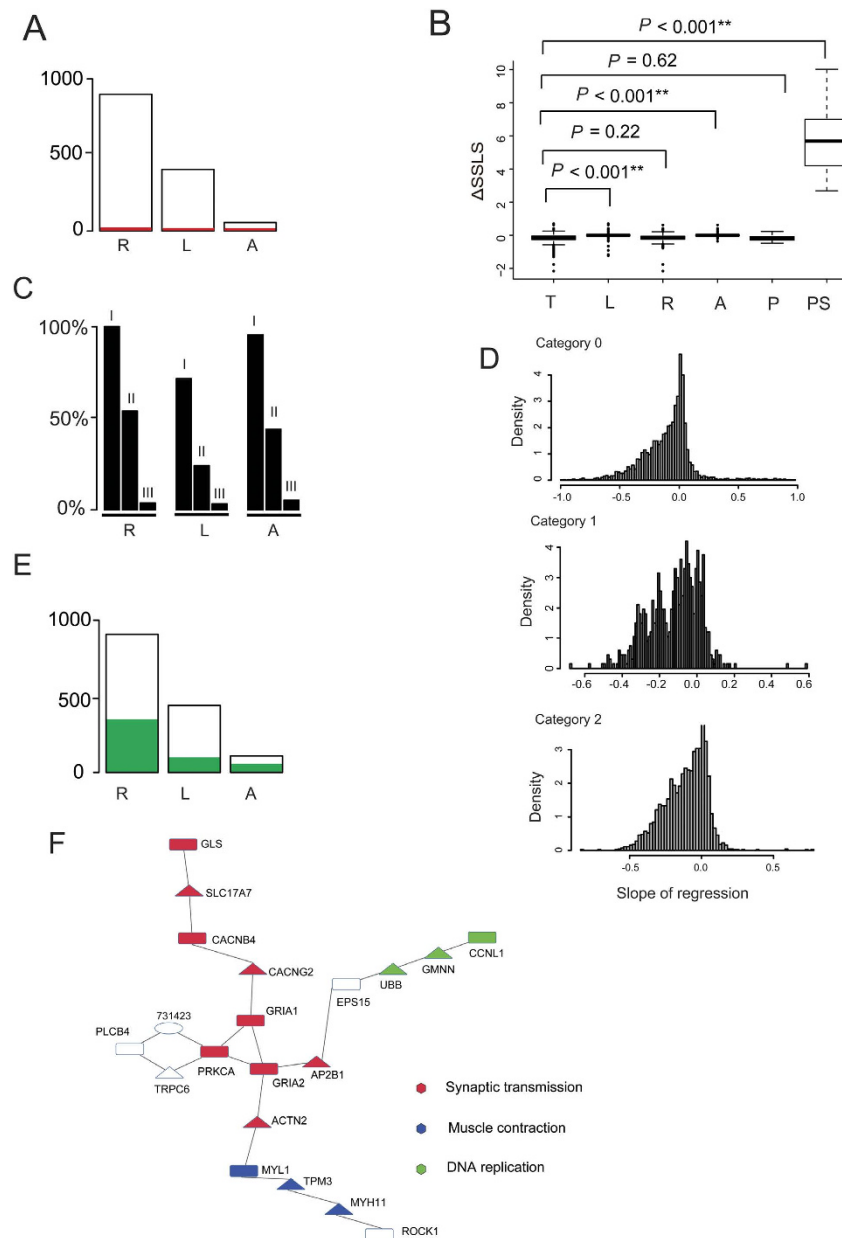 A
1000
500
0
R L A
B
P < 0.001**
P = 0.62
P < 0.001**
P = 0.22
P < 0.001**
ΔSSLS
10
8
6
4
2
0
-2
T L R A P PS
C
100%
50%
0%
I II III
I II III
I II III
R L A
D
Category 0
Density
4
3
2
1
0
-1.0 -0.5 0.0 0.5 1.0
Category 1
Density
4
3
2
1
0
-0.6 -0.4 -0.2 0.0 0.2 0.4 0.6
Category 2
Density
3
2
1
0
-0.5 0.0 0.5
Slope of regression
E
1000
500
0
R L A
F
GLS
SLC17A7
CACNB4
CACNG2
CCNL1
GMNN
UBB
EPS15
GRIA1
731423
PLCB4
TRPC6
PRKCA
GRIA2
AP2B1
ACTN2
MYL1
TPM3
MYH11
ROCK1
Synaptic transmission
Muscle contraction
DNA replication